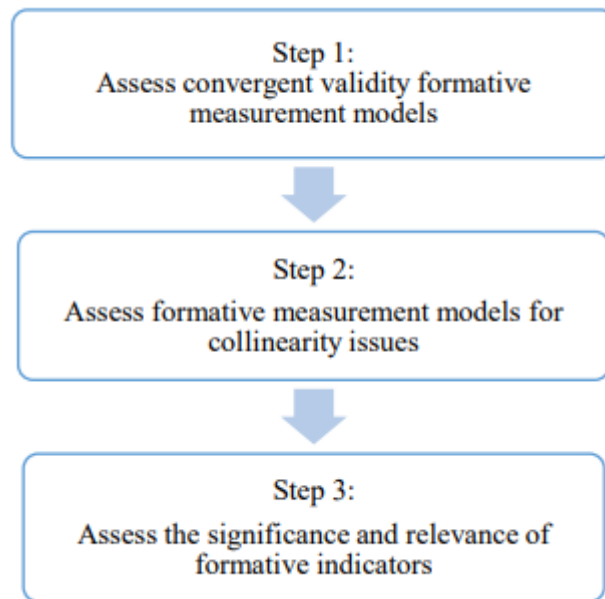 Step 1:
Assess convergent validity formative
measurement models
Step 2:
Assess formative measurement models for
collinearity issues
Step 3:
Assess the significance and relevance of
formative indicators